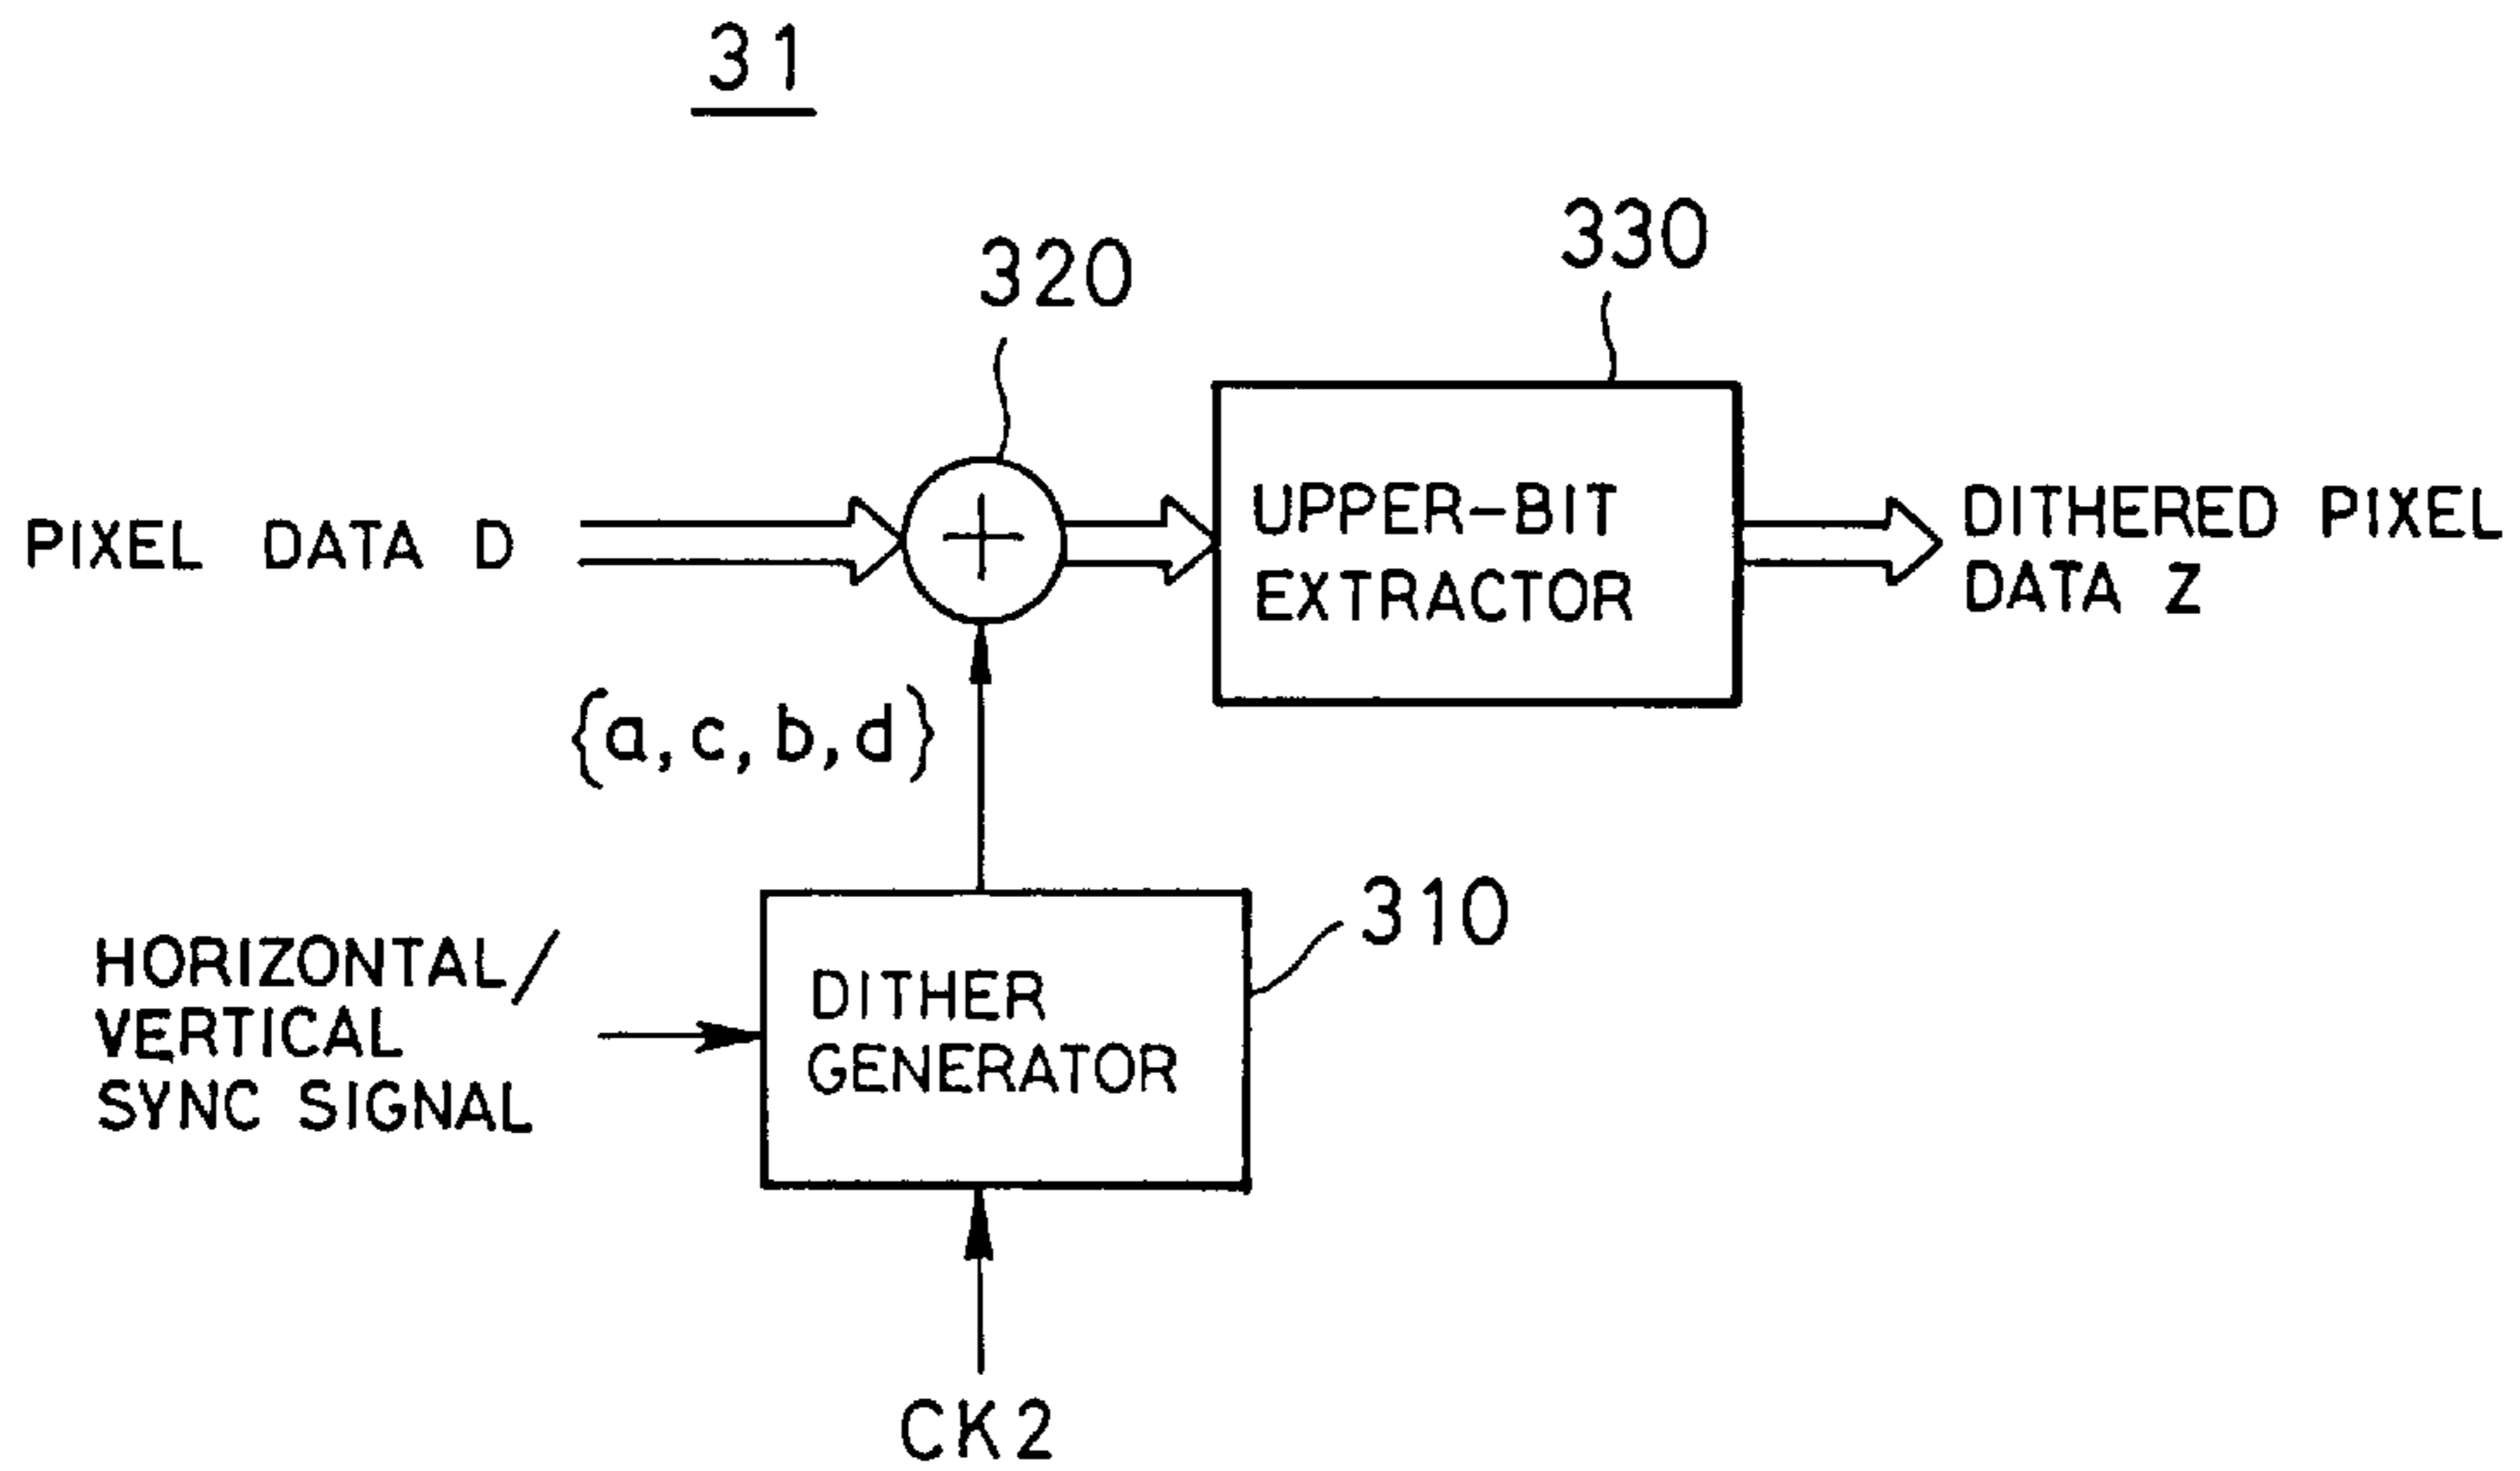 31
320
330
PIXEL DATA D
UPPER-BIT
EXTRACTOR
DITHERED PIXEL
DATA Z
{a,c,b,d}
310
HORIZONTAL/
VERTICAL
SYNC SIGNAL
DITHER
GENERATOR
CK2